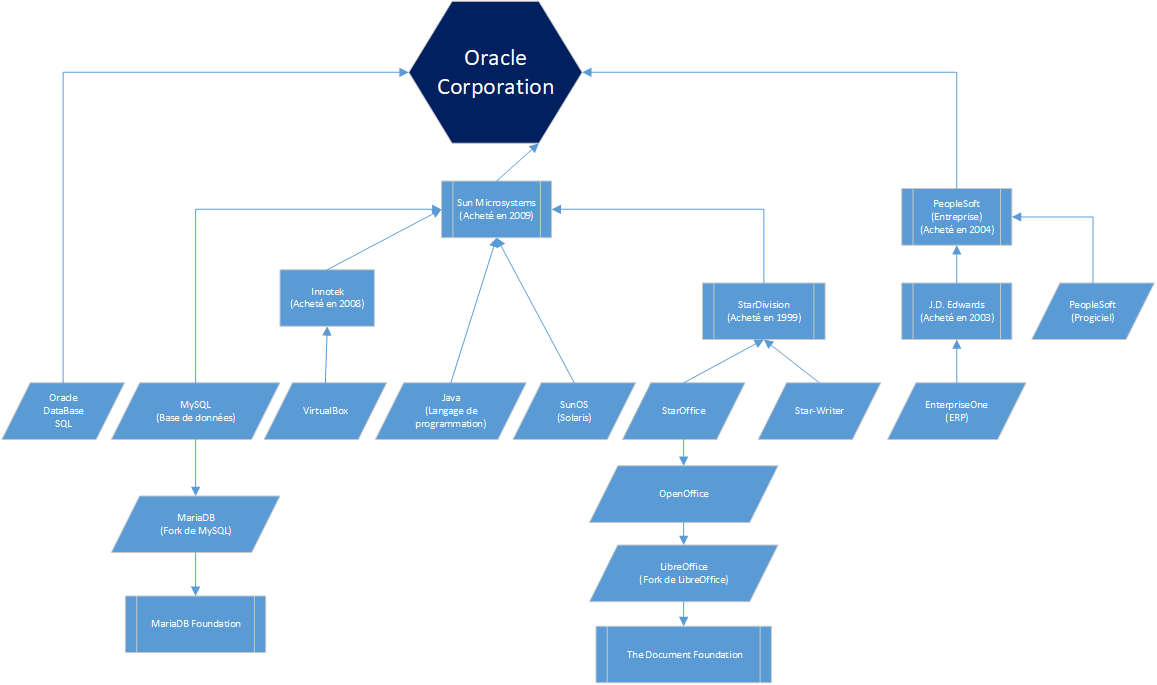 Oracle
Corporation
Sun Microsystems
(Acheté en 2009)
PeopleSoft
(Entreprise)
(Acheté en 2004)
Innotek
(Acheté en 2008)
StarDivision
(Acheté en 1999)
J.D. Edwards
(Acheté en 2003)
PeopleSoft
(Progiciel)
Oracle
DataBase
SQL
MySQL
(Base de données)
VirtualBox
Java
(Langage de
programmation)
SunOS
(Solaris)
StarOffice
Star-Writer
EnterpriseOne
(ERP)
OpenOffice
MariaDB
(Fork de MySQL)
LibreOffice
(Fork de LibreOffice)
MariaDB Foundation
The Document Foundation